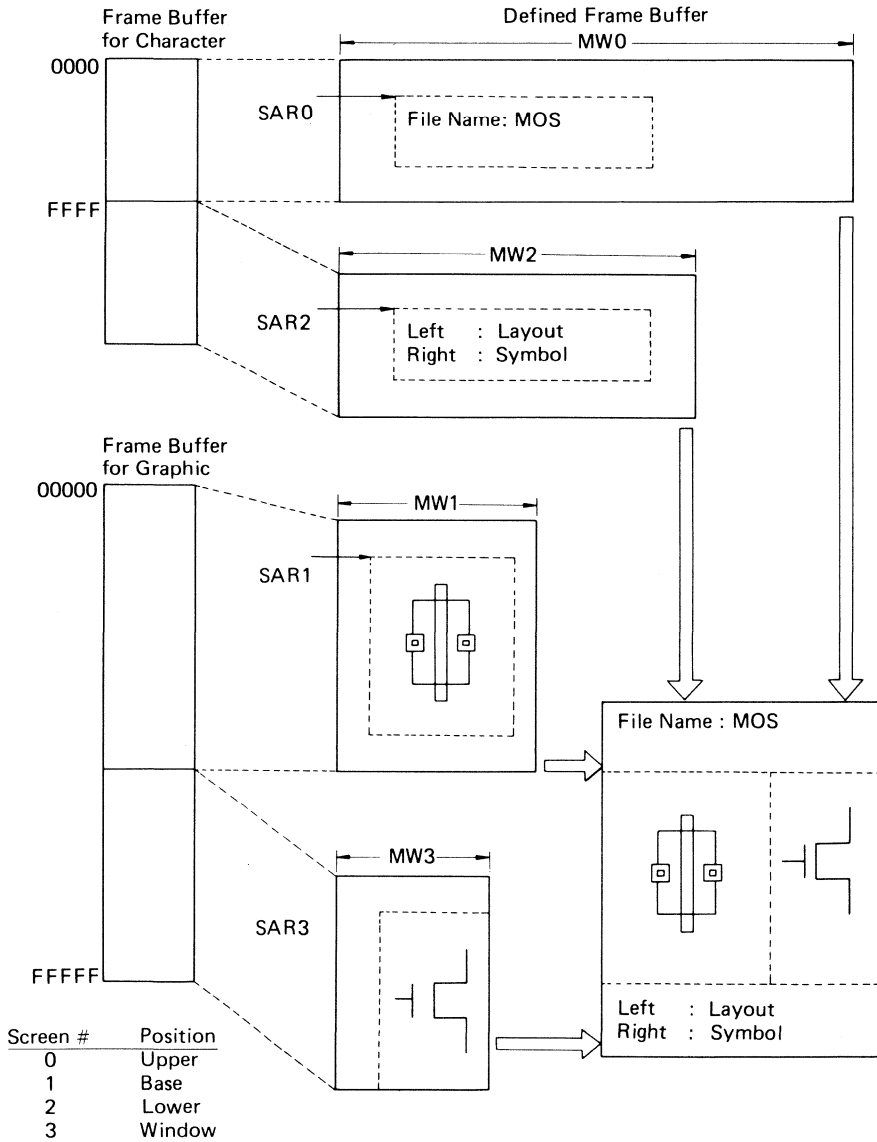 Frame Buffer
for Character
Defined Frame Buffer
MW0
0000
SAR0
File Name: MOS
FFFF
MW2
SAR2
Left : Layout
Right : Symbol
Frame Buffer
for Graphic
00000
MW1
SAR1
File Name : MOS
MW3
SAR3
FFFFF
Left : Layout
Right : Symbol
Screen # Position
0 Upper
1 Base
2 Lower
3 Window